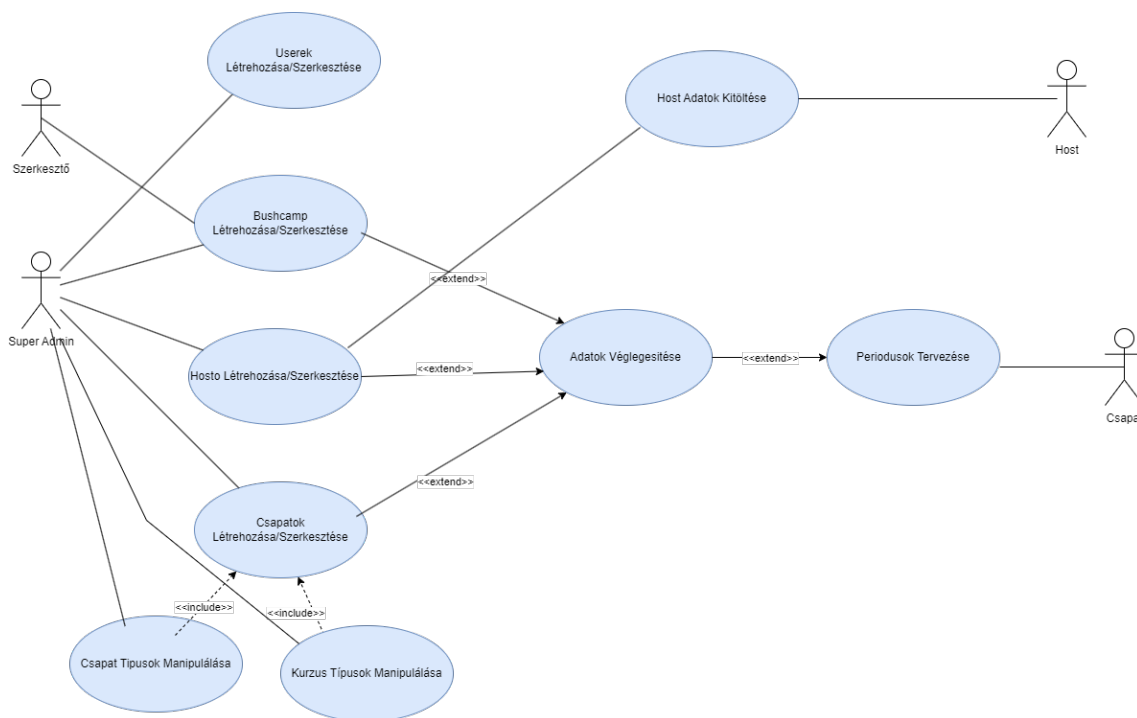 Userek
Létrehozása/Szerkesztése
Host Adatok Kitöltése
Szerkesztő
Host
Bushcamp
Létrehozása/Szerkesztése
<<extend>>
Super Admin
Hosto Létrehozása/Szerkesztése
<<extend>>
Adatok Véglegesitése
<<extend>>
Periodusok Tervezése
Csapa
<<extend>>
Csapatok
Létrehozása/Szerkesztése
<<include>>
<<include>>
Csapat Tipusok Manipulálása
Kurzus Típusok Manipulálása